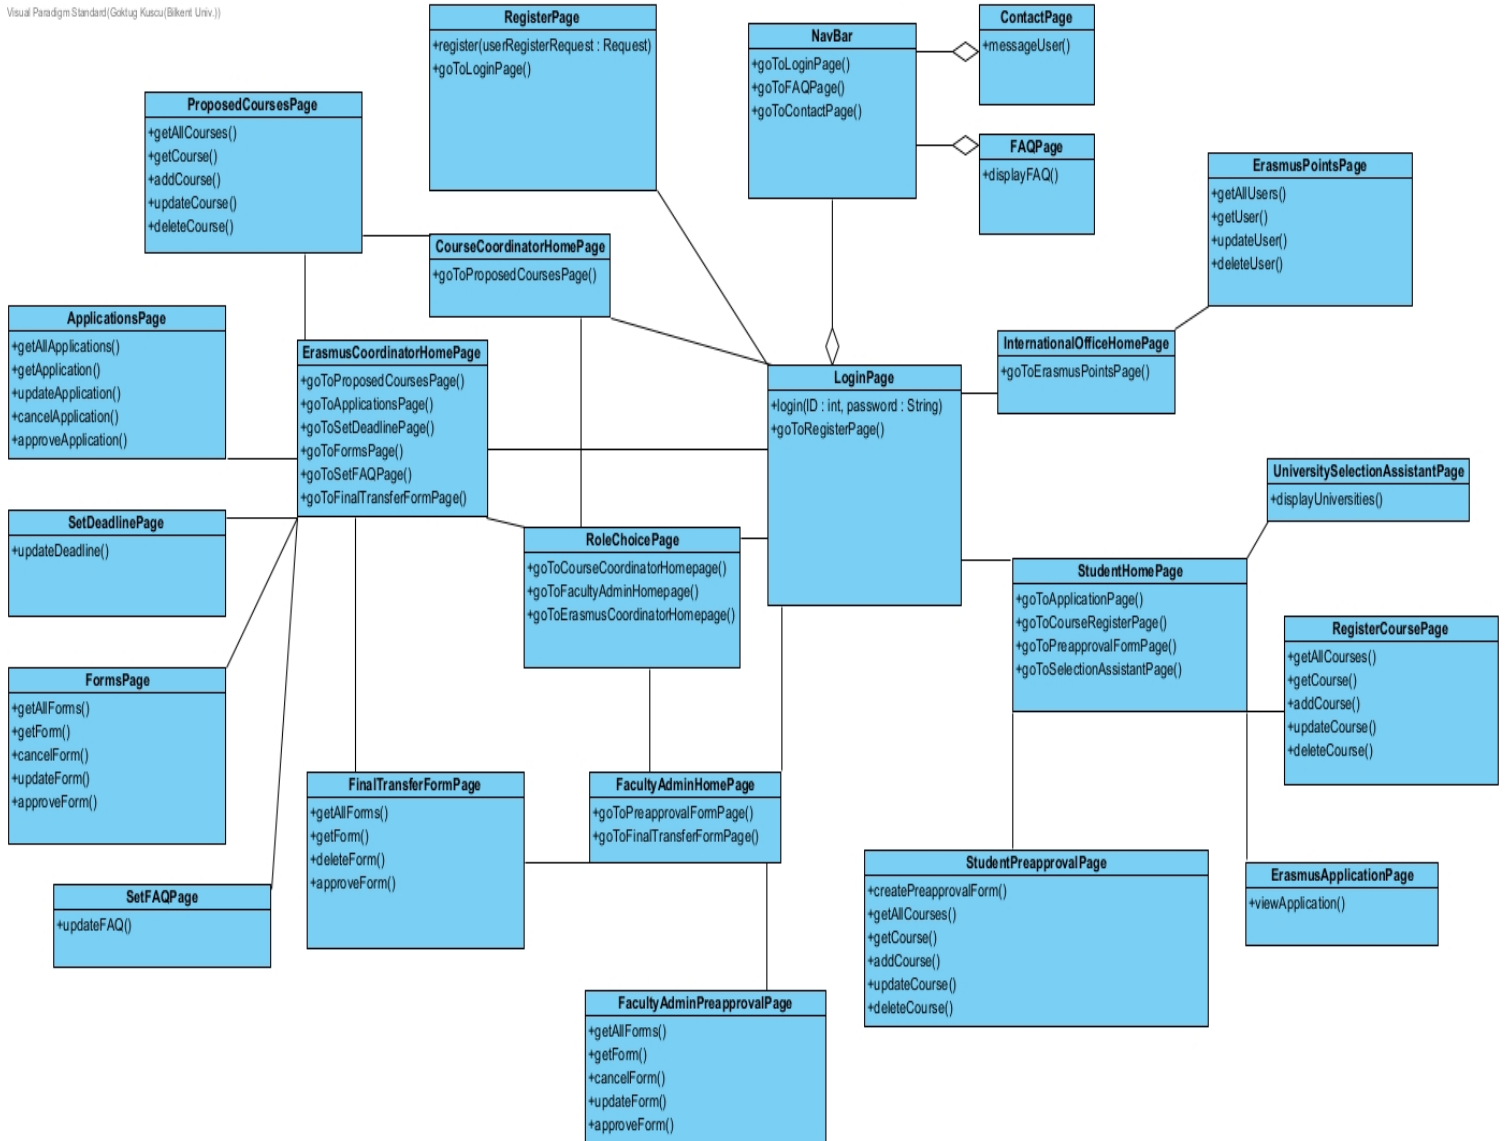 Visual Paradigm Standard(Goktug Kuscu(Bilkent Univ.))
RegisterPage
+register(userRegisterRequest : Request)
+goToLoginPage()
NavBar
+goToLoginPage()
+goToFAQPage()
+goToContactPage()
ContactPage
+messageUser()
FAQPage
+displayFAQ()
ProposedCoursesPage
+getAllCourses()
+getCourse()
+addCourse()
+updateCourse()
+deleteCourse()
ErasmusPointsPage
+getAllUsers()
+getUser()
+updateUser()
+deleteUser()
CourseCoordinatorHomePage
+goToProposedCoursesPage()
ApplicationsPage
+getAllApplications()
+getApplication()
+updateApplication()
+cancelApplication()
+approveApplication()
ErasmusCoordinatorHomePage
+goToProposedCoursesPage()
+goToApplicationsPage()
+goToSetDeadlinePage()
+goToFormsPage()
+goToSetFAQPage()
+goToFinalTransferFormPage()
LoginPage
+login(ID : int, password : String)
+goToRegisterPage()
InternationalOfficeHomePage
+goToErasmusPointsPage()
UniversitySelectionAssistantPage
+displayUniversities()
SetDeadlinePage
+updateDeadline()
RoleChoicePage
+goToCourseCoordinatorHomepage()
+goToFacultyAdminHomepage()
+goToErasmusCoordinatorHomepage()
StudentHomePage
+goToApplicationPage()
+goToCourseRegisterPage()
+goToPreapprovalFormPage()
+goToSelectionAssistantPage()
RegisterCoursePage
+getAllCourses()
+getCourse()
+addCourse()
+updateCourse()
+deleteCourse()
FormsPage
+getAllForms()
+getForm()
+cancelForm()
+updateForm()
+approveForm()
FinalTransferFormPage
+getAllForms()
+getForm()
+deleteForm()
+approveForm()
FacultyAdminHomePage
+goToPreapprovalFormPage()
+goToFinalTransferFormPage()
StudentPreapprovalPage
+createPreapprovalForm()
+getAllCourses()
+getCourse()
+addCourse()
+updateCourse()
+deleteCourse()
ErasmusApplicationPage
+viewApplication()
SetFAQPage
+updateFAQ()
FacultyAdminPreapprovalPage
+getAllForms()
+getForm()
+cancelForm()
+updateForm()
+approveForm()